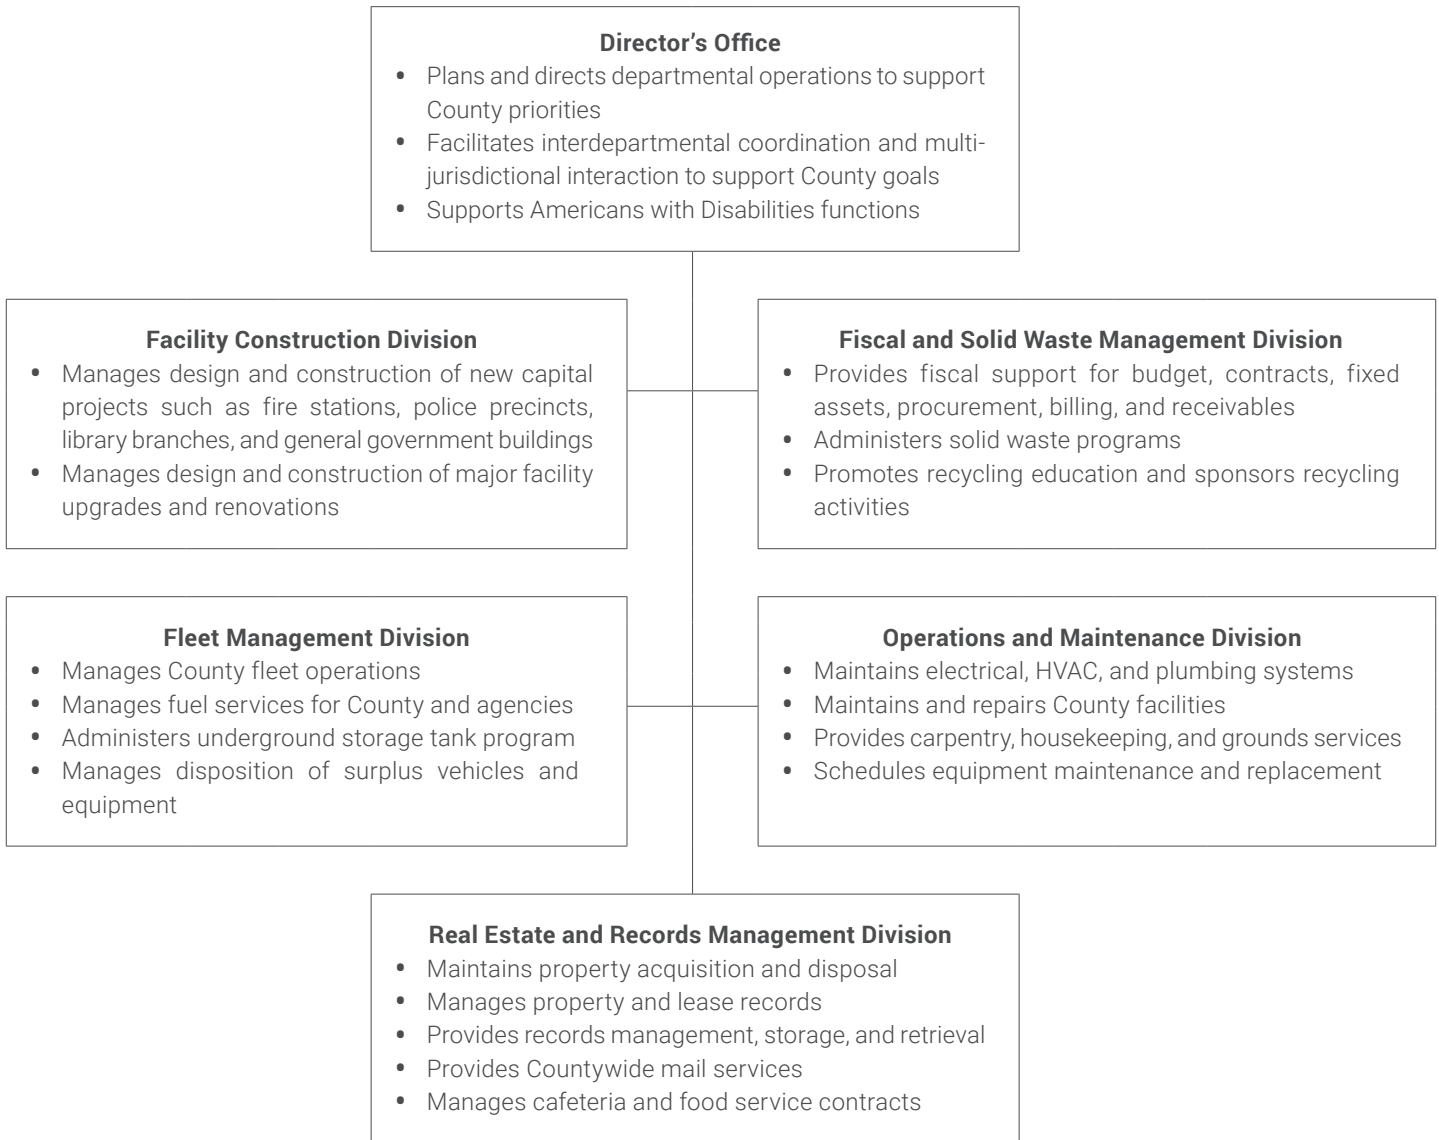 Director’s Office
• Plans and directs departmental operations to support
County priorities
• Facilitates interdepartmental coordination and multi-
jurisdictional interaction to support County goals
• Supports Americans with Disabilities functions
Facility Construction Division
• Manages design and construction of new capital
projects such as fire stations, police precincts,
library branches, and general government buildings
• Manages design and construction of major facility
upgrades and renovations
Fiscal and Solid Waste Management Division
• Provides fiscal support for budget, contracts, fixed
assets, procurement, billing, and receivables
• Administers solid waste programs
• Promotes recycling education and sponsors recycling
activities
Fleet Management Division
• Manages County fleet operations
• Manages fuel services for County and agencies
• Administers underground storage tank program
• Manages disposition of surplus vehicles and
equipment
Operations and Maintenance Division
• Maintains electrical, HVAC, and plumbing systems
• Maintains and repairs County facilities
• Provides carpentry, housekeeping, and grounds services
• Schedules equipment maintenance and replacement
Real Estate and Records Management Division
• Maintains property acquisition and disposal
• Manages property and lease records
• Provides records management, storage, and retrieval
• Provides Countywide mail services
• Manages cafeteria and food service contracts